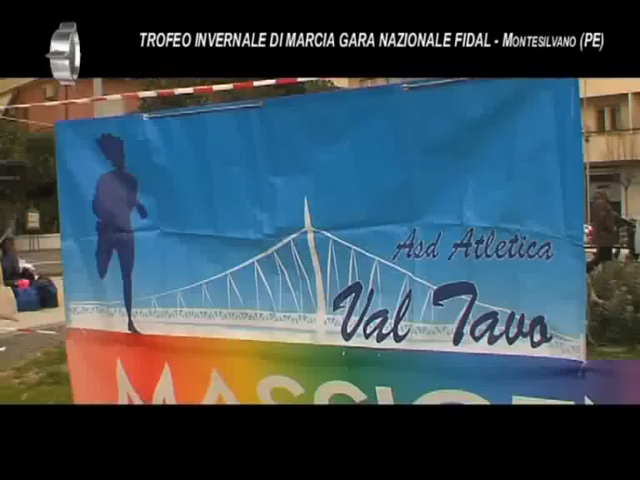 TROFEO INVERNALE DI MARCIA GARA NAZIONALE FIDAL - MONTESILVANO (PE)
Asd Atletica
Val Tavo